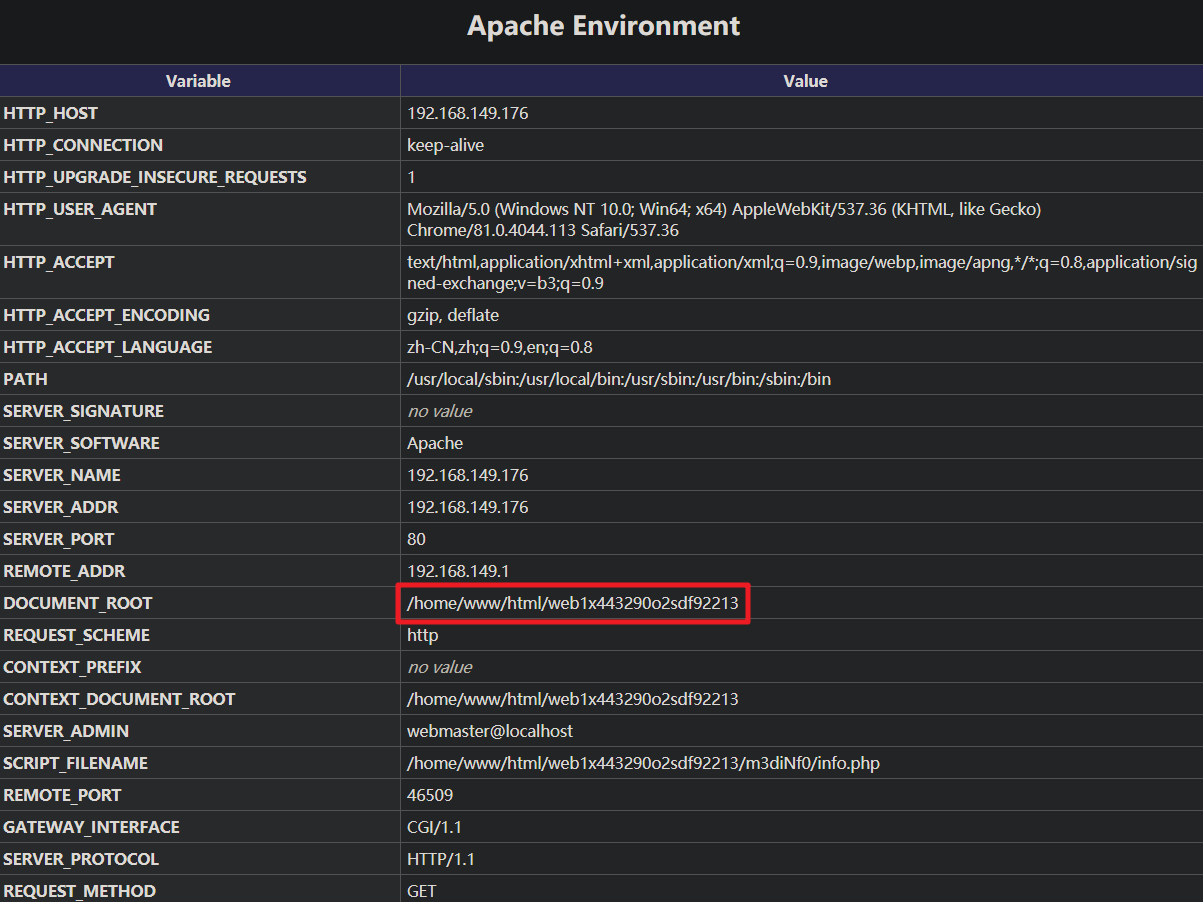 Apache Environment
Variable Value
HTTP_HOST 192.168.149.176
HTTP_CONNECTION keep-alive
HTTP_UPGRADE_INSECURE_REQUESTS 1
HTTP_USER_AGENT Mozilla/5.0 (Windows NT 10.0; Win64; x64) AppleWebKit/537.36 (KHTML, like Gecko)
Chrome/81.0.4044.113 Safari/537.36
HTTP_ACCEPT text/html,application/xhtml+xml,application/xml;q=0.9,image/webp,image/apng,*/*;q=0.8,application/sig
ned-exchange;v=b3;q=0.9
HTTP_ACCEPT_ENCODING gzip, deflate
HTTP_ACCEPT_LANGUAGE zh-CN,zh;q=0.9,en;q=0.8
PATH /usr/local/sbin:/usr/local/bin:/usr/sbin:/usr/bin:/sbin:/bin
SERVER_SIGNATURE no value
SERVER_SOFTWARE Apache
SERVER_NAME 192.168.149.176
SERVER_ADDR 192.168.149.176
SERVER_PORT 80
REMOTE_ADDR 192.168.149.1
DOCUMENT_ROOT /home/www/html/web1x443290o2sdf92213
REQUEST_SCHEME http
CONTEXT_PREFIX no value
CONTEXT_DOCUMENT_ROOT /home/www/html/web1x443290o2sdf92213
SERVER_ADMIN webmaster@localhost
SCRIPT_FILENAME /home/www/html/web1x443290o2sdf92213/m3diNf0/info.php
REMOTE_PORT 46509
GATEWAY_INTERFACE CGI/1.1
SERVER_PROTOCOL HTTP/1.1
REQUEST_METHOD GET